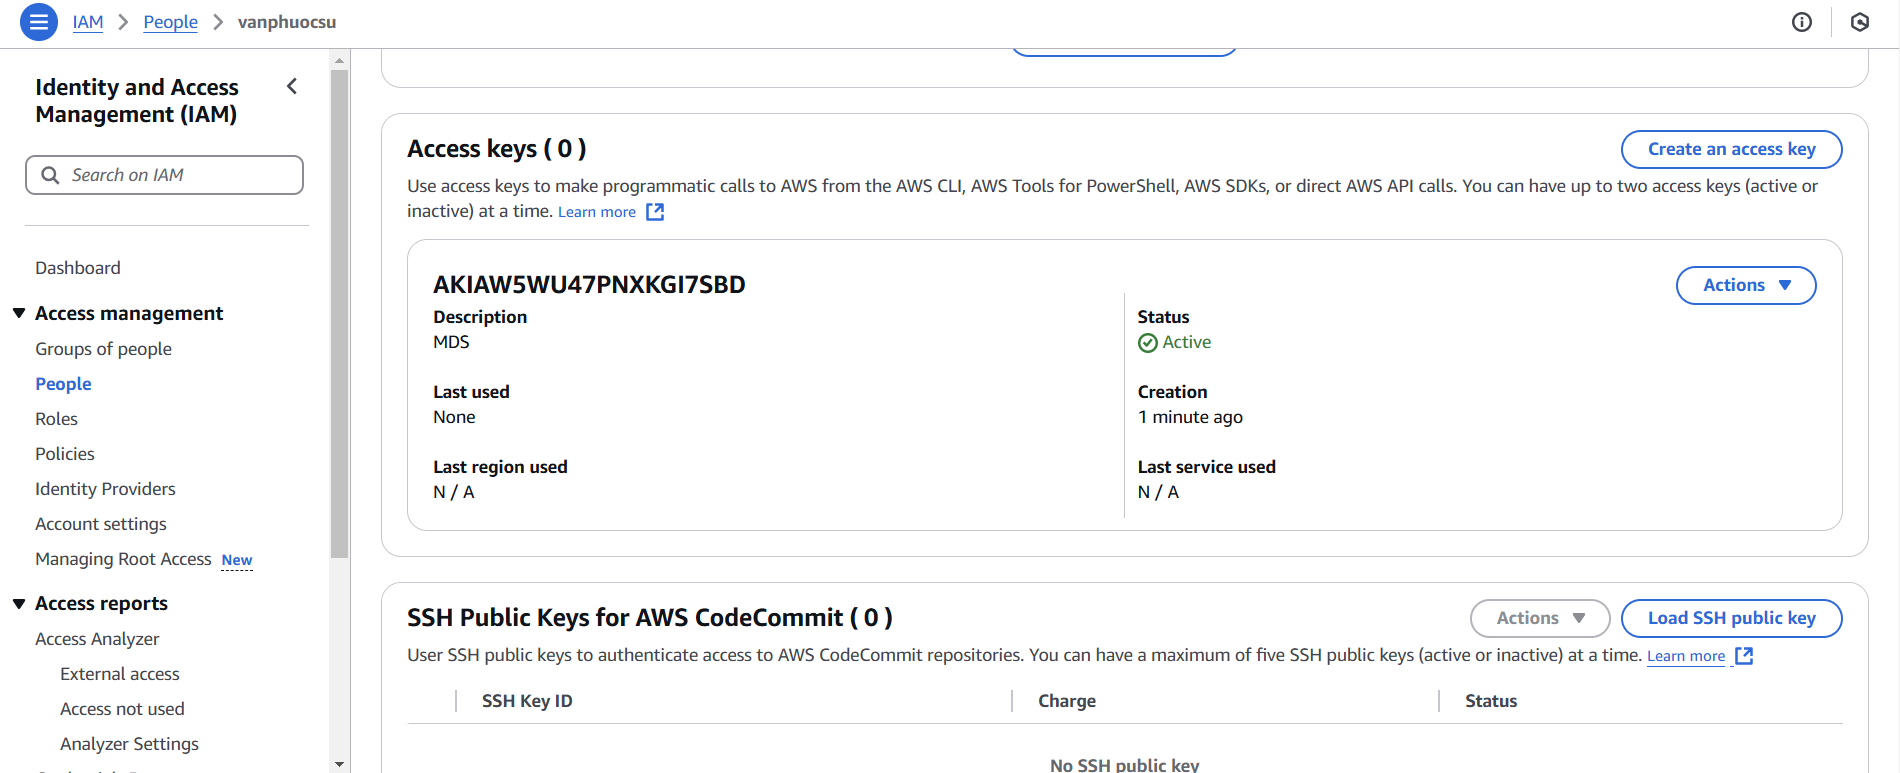 IAM > People > vanphuocsu
Identity and Access
Management (IAM)
Search on IAM
Dashboard
Access management
Groups of people
People
Roles
Policies
Identity Providers
Account settings
Managing Root Access New
Access reports
Access Analyzer
External access
Access not used
Analyzer Settings
Access keys ( 0 )
Create an access key
Use access keys to make programmatic calls to AWS from the AWS CLI, AWS Tools for PowerShell, AWS SDKs, or direct AWS API calls. You can have up to two access keys (active or
inactive) at a time. Learn more
AKIAW5WU47PNXKGI7SBD
Actions
Description
MDS
Status
Active
Last used
None
Creation
1 minute ago
Last region used
N / A
Last service used
N / A
SSH Public Keys for AWS CodeCommit ( 0 )
Actions
Load SSH public key
User SSH public keys to authenticate access to AWS CodeCommit repositories. You can have a maximum of five SSH public keys (active or inactive) at a time. Learn more
SSH Key ID
Charge
Status
No SSH public key